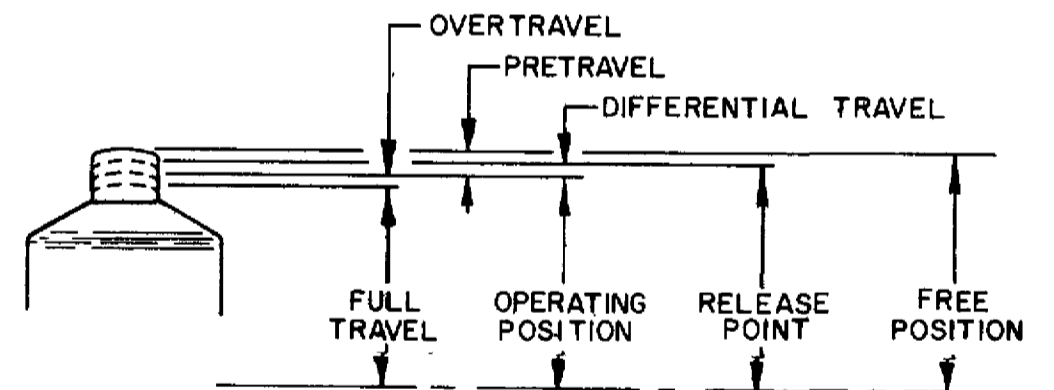 OVERTRAVEL
PRETRAVEL
DIFFERENTIAL TRAVEL
FULL
TRAVEL
OPERATING
POSITION
RELEASE
POINT
FREE
POSITION